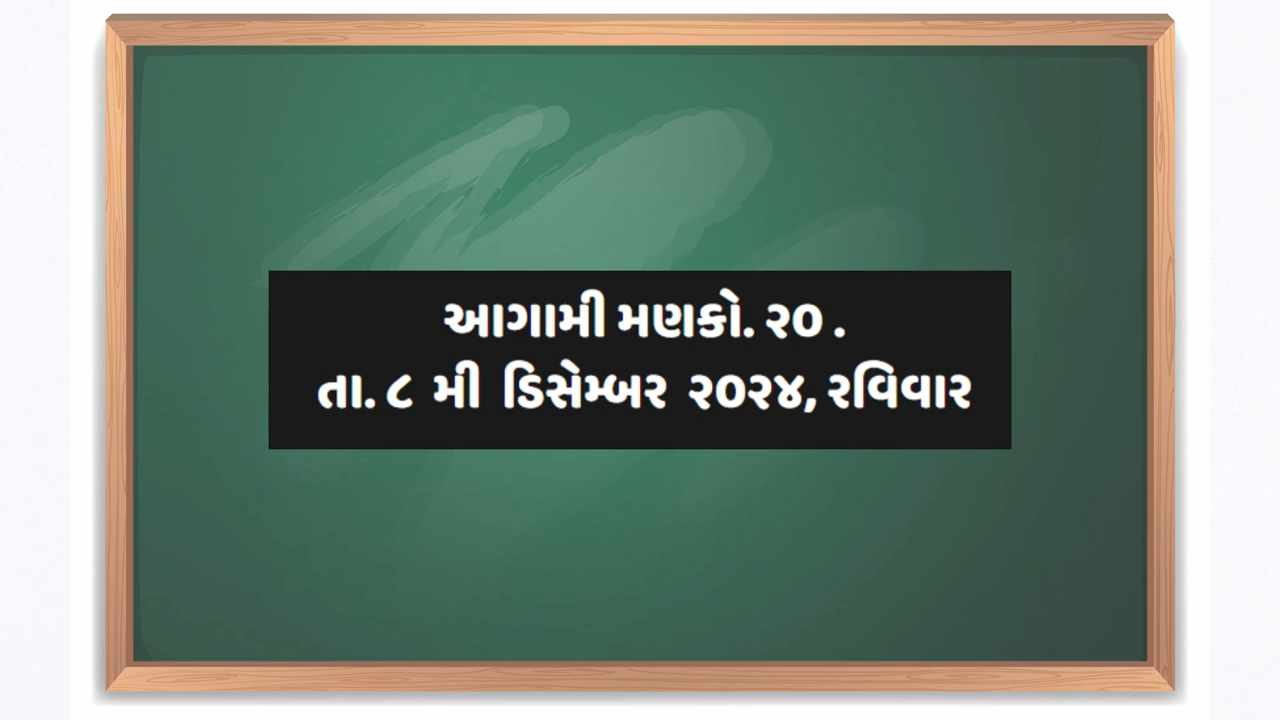 આગામી મણકો. ૨૦ .
તા. ૮ મી ડિસેમ્બર ૨૦૨૪, રવિવાર